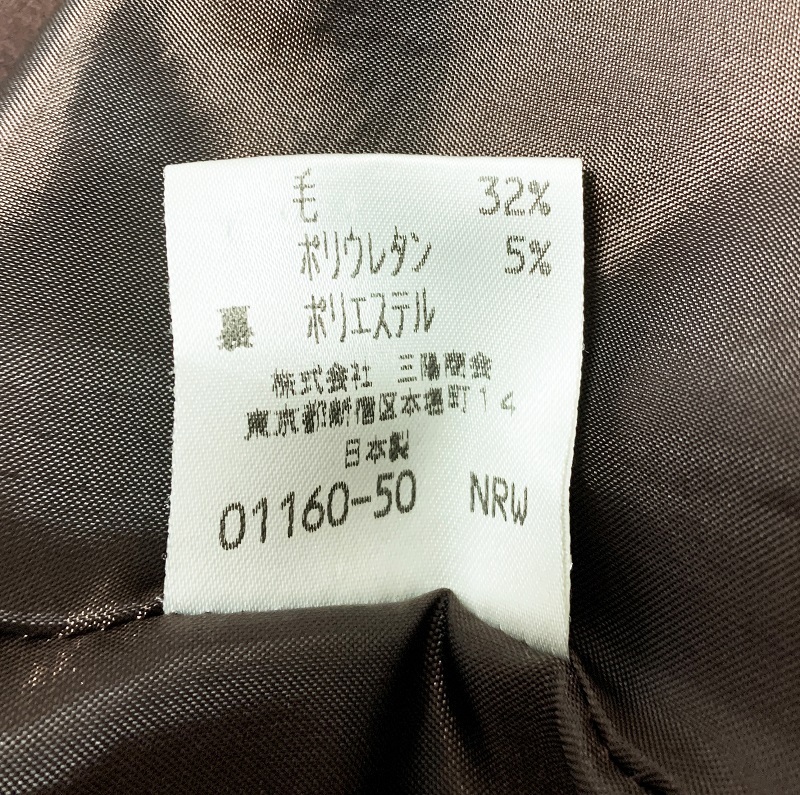 毛 32%
ポリウレタン 5%
裏 ポリエステル
株式会社 三陽商会
東京都新宿区本塩町14
日本製
01160-50 NRW